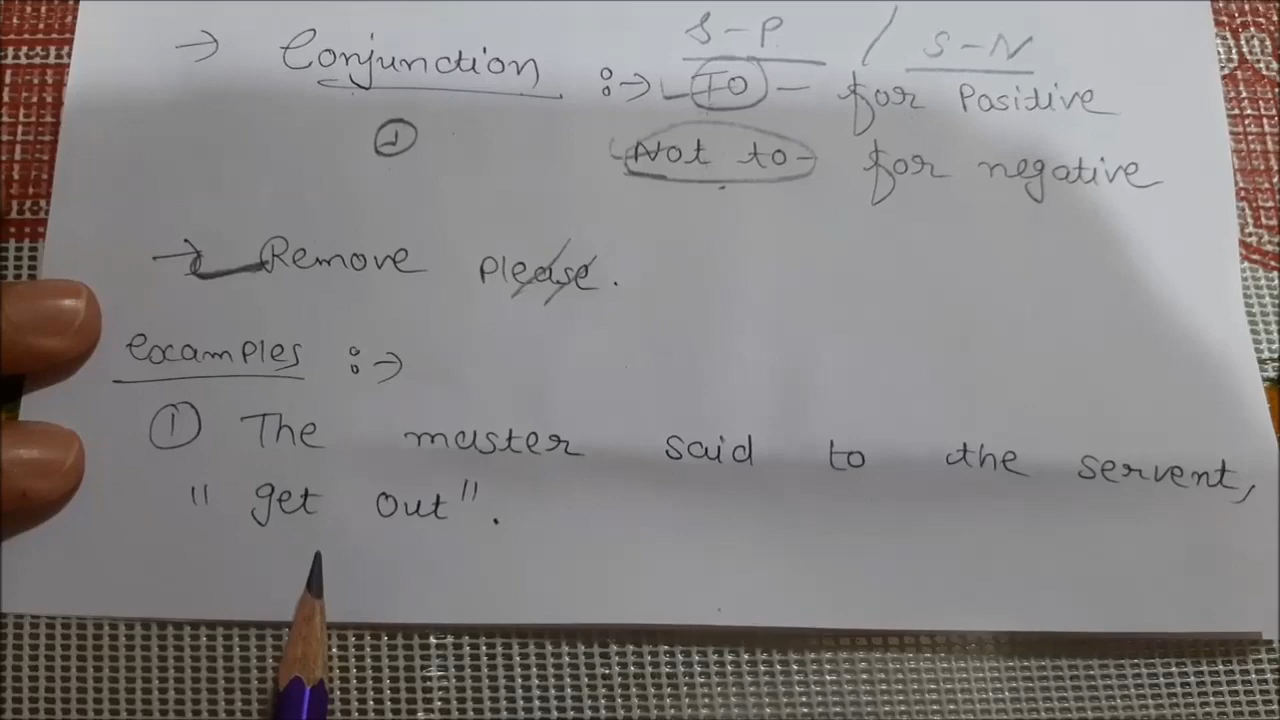 S-P / S-N
→ Conjunction :→ TO - for Positive
①
Not to - for negative
→ Remove please.
examples :→
① The master said to the servent,
"get out".